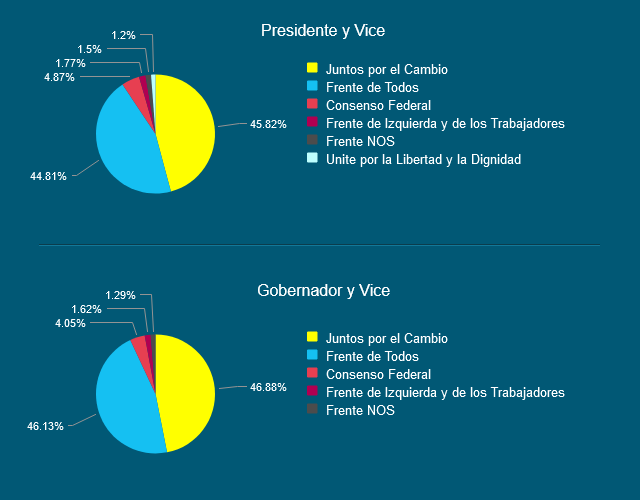 Presidente y Vice
1.2%
1.5%
1.77%
4.87%
45.82%
44.81%
Juntos por el Cambio
Frente de Todos
Consenso Federal
Frente de Izquierda y de los Trabajadores
Frente NOS
Unite por la Libertad y la Dignidad
Gobernador y Vice
1.29%
1.62%
4.05%
46.88%
46.13%
Juntos por el Cambio
Frente de Todos
Consenso Federal
Frente de Izquierda y de los Trabajadores
Frente NOS